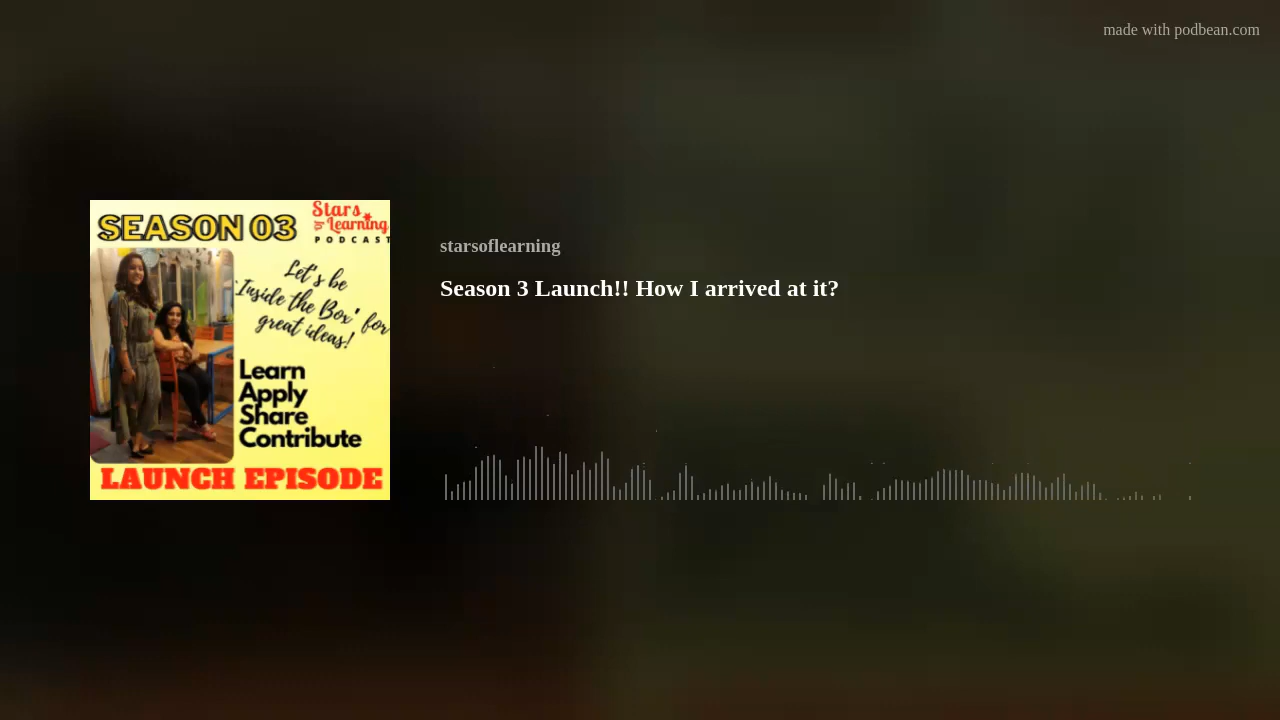 made with podbean.com
SEASON 03
Stars
of Learning
PODCAST
Let's be
'Inside the Box' for
great ideas!
Learn
Apply
Share
Contribute
LAUNCH EPISODE
starsoflearning
Season 3 Launch!! How I arrived at it?